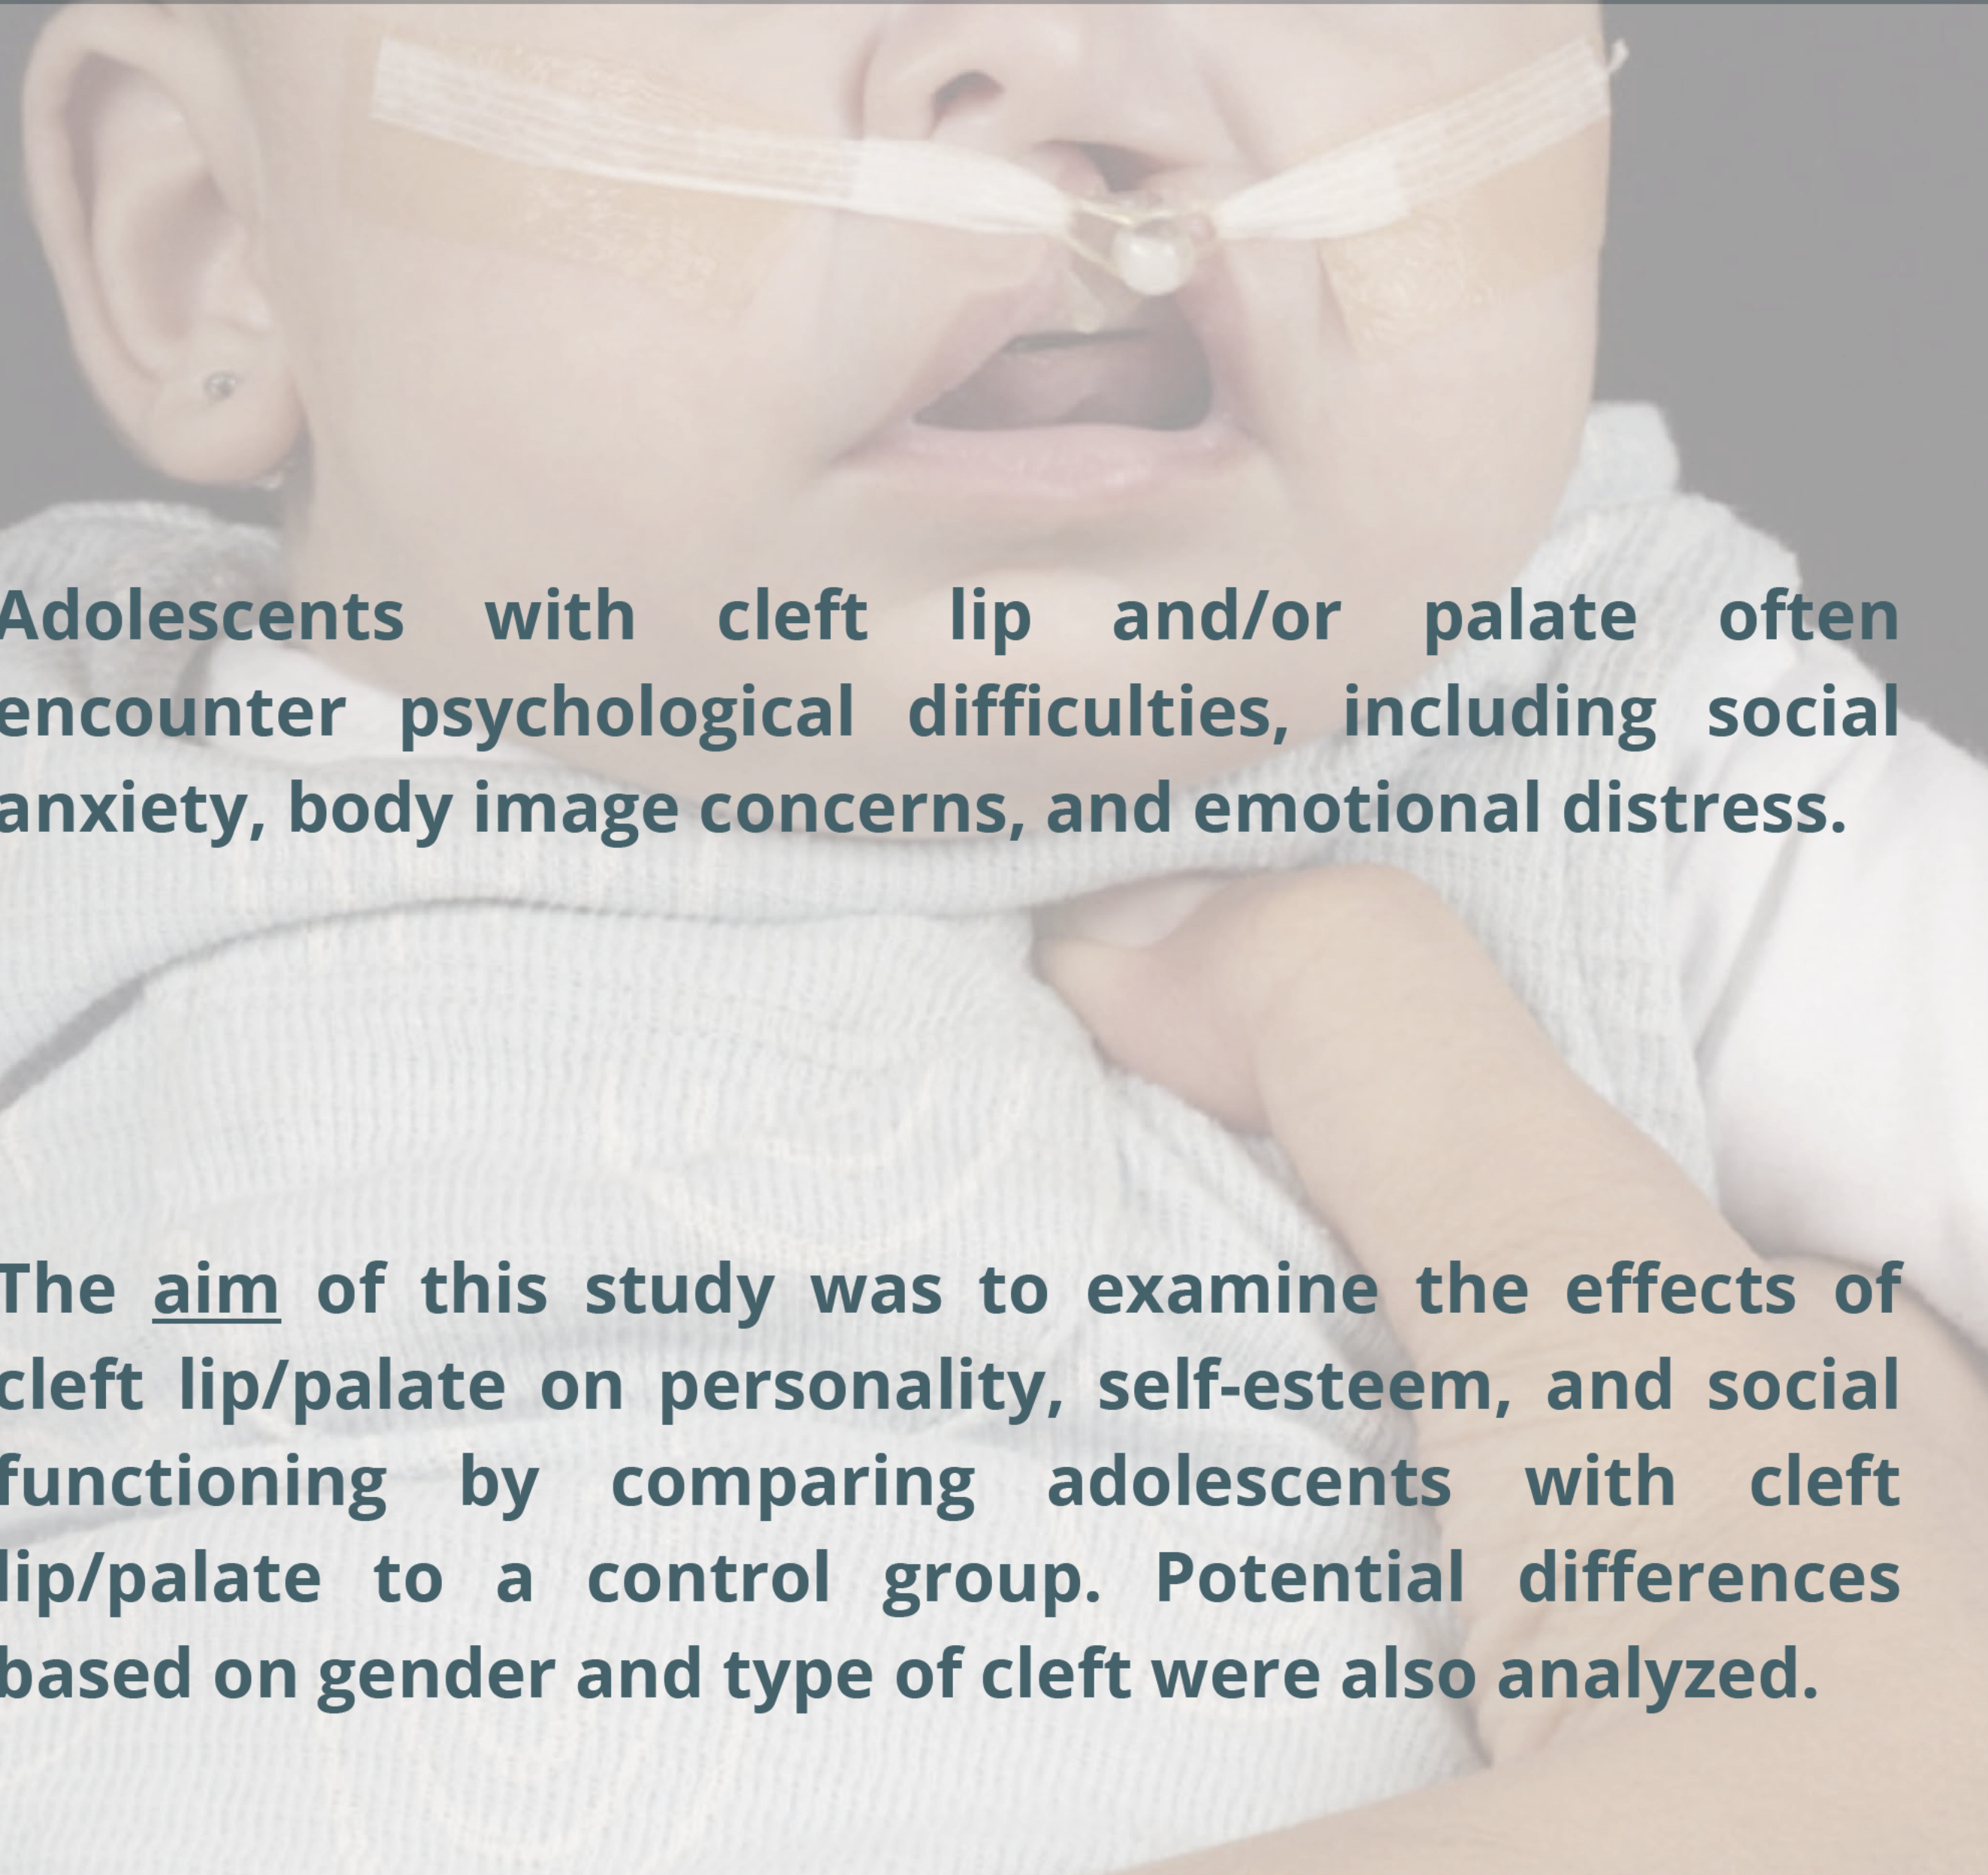 Adolescents with cleft lip and/or palate often
encounter psychological difficulties, including social
anxiety, body image concerns, and emotional distress.
The aim of this study was to examine the effects of
cleft lip/palate on personality, self-esteem, and social
functioning by comparing adolescents with cleft
lip/palate to a control group. Potential differences
based on gender and type of cleft were also analyzed.